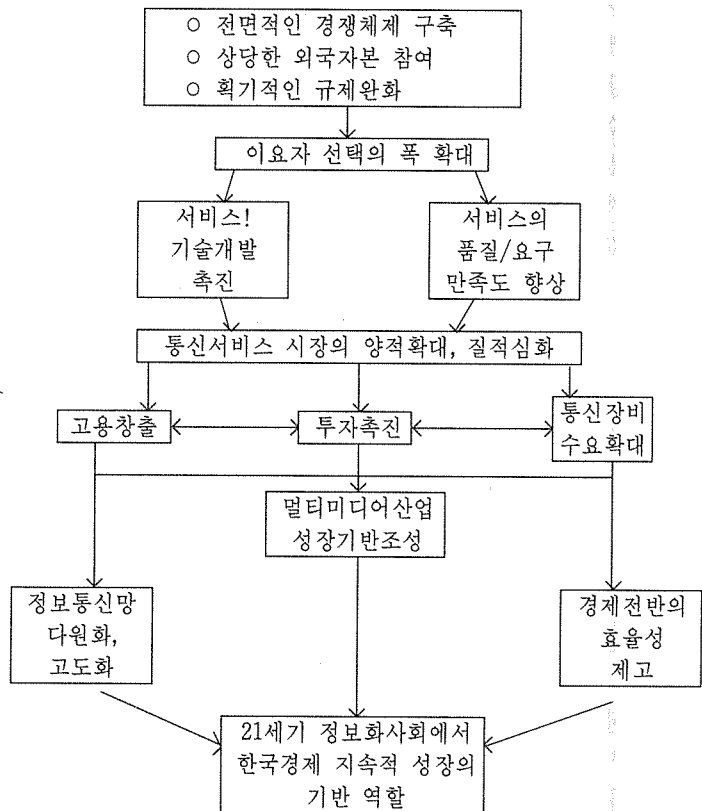 ○ 전면적인 경쟁체제 구축
○ 상당한 외국자본 참여
○ 획기적인 규제완화
이요자 선택의 폭 확대
서비스!
기술개발
촉진
서비스의
품질/요구
만족도 향상
통신서비스 시장의 양적확대, 질적심화
고용창출
투자촉진
통신장비
수요확대
멀티미디어산업
성장기반조성
정보통신망
다원화,
고도화
경제전반의
효율성
제고
21세기 정보화사회에서
한국경제 지속적 성장의
기반 역할